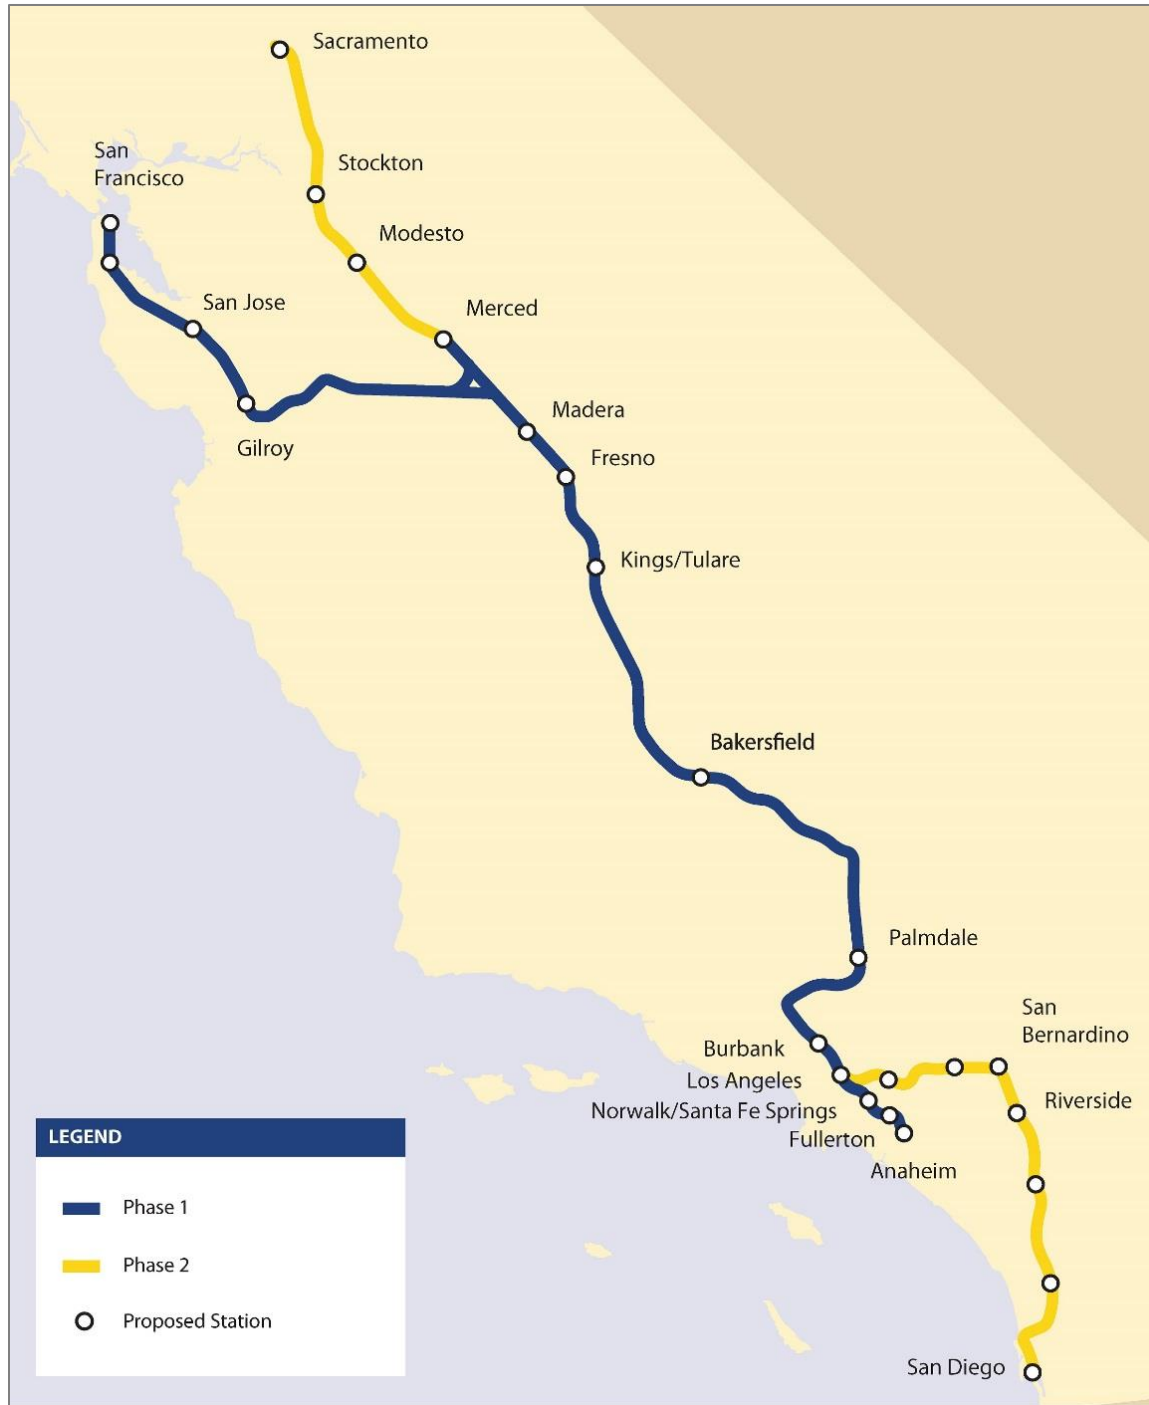 Sacramento
San
Francisco
Stockton
Modesto
San Jose
Merced
Madera
Gilroy
Fresno
Kings/Tulare
Bakersfield
Palmdale
San
Bernardino
Burbank
Los Angeles
Riverside
Norwalk/Santa Fe Springs
Fullerton
Anaheim
San Diego
LEGEND
Phase 1
Phase 2
Proposed Station